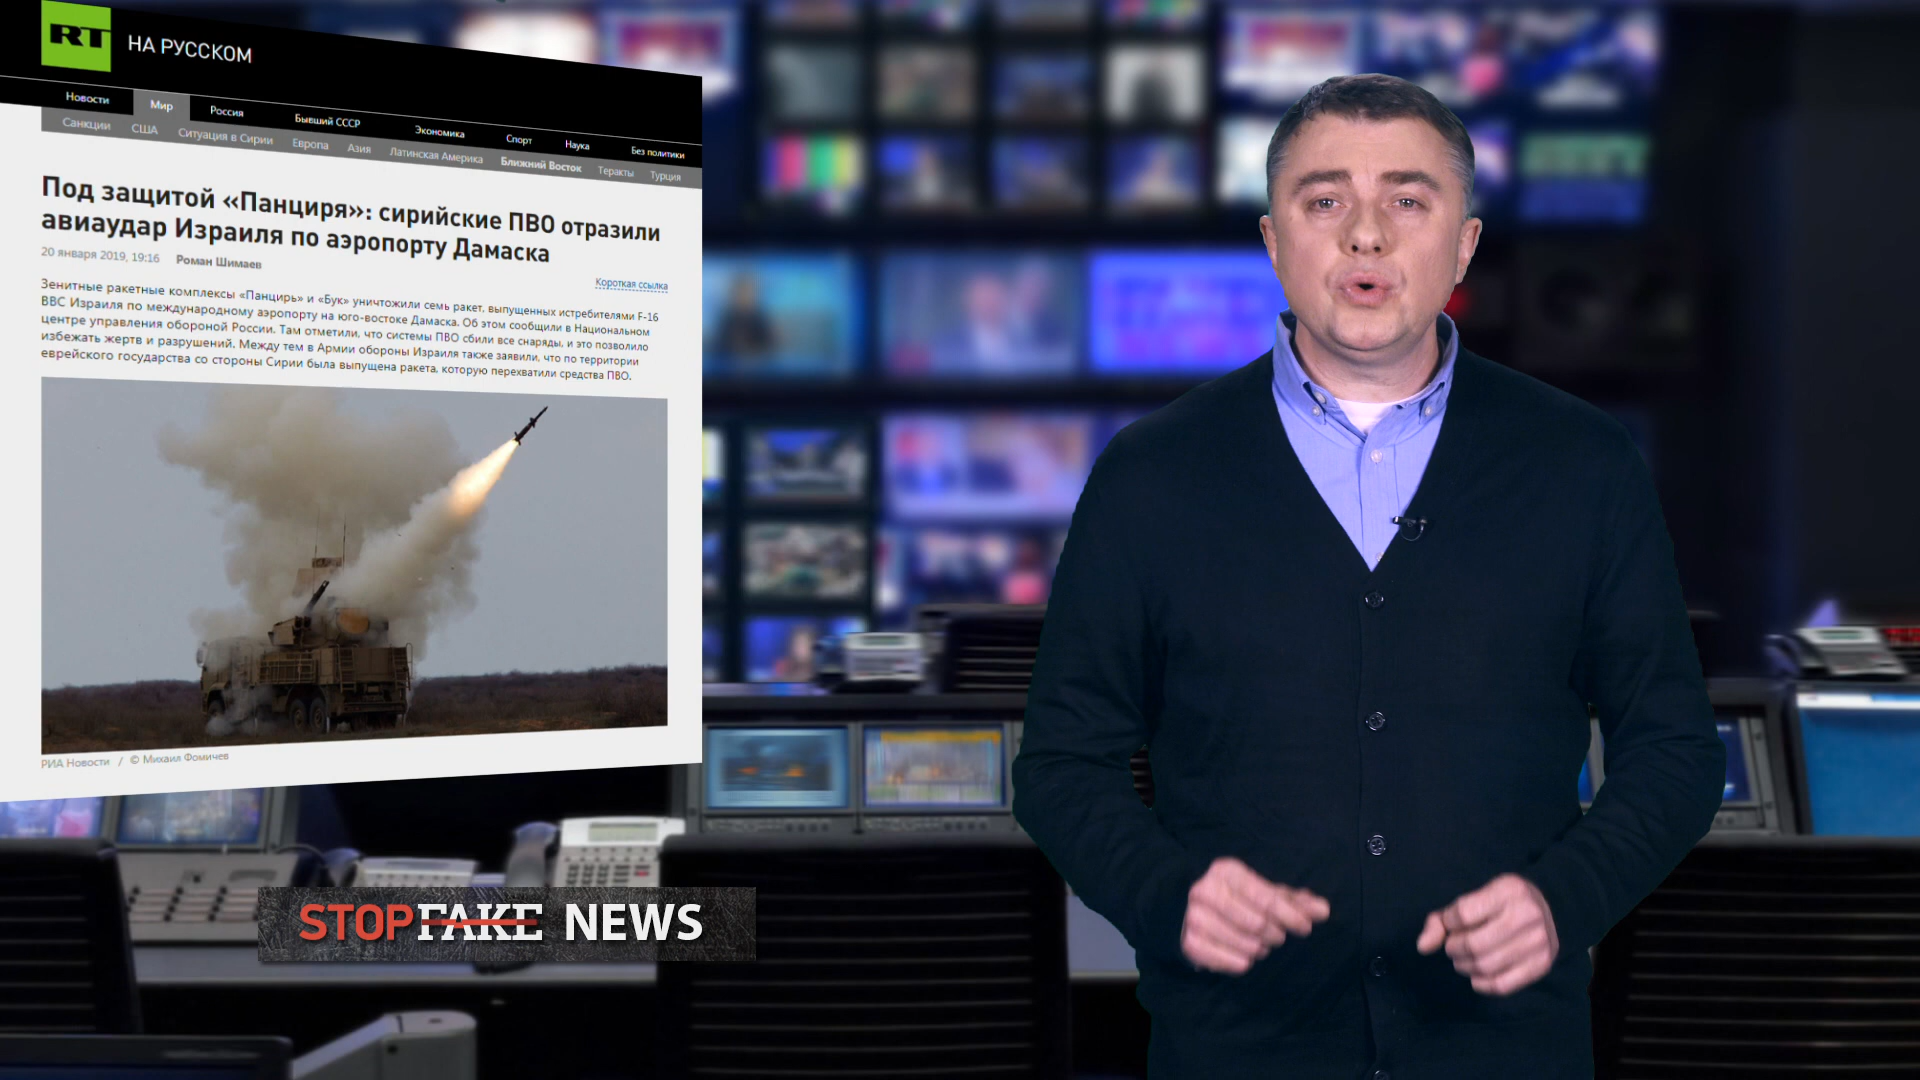 RT НА РУССКОМ
Новости Мир Россия Бывший СССР Экономика Спорт Наука Без политики
Санкции США Ситуация в Сирии Европа Азия Латинская Америка Ближний Восток Теракты Турция
Под защитой «Панциря»: сирийские ПВО отразили
авиаудар Израиля по аэропорту Дамаска
20 января 2019, 19:16 Роман Шимаев
Короткая ссылка
Зенитные ракетные комплексы «Панцирь» и «Бук» уничтожили семь ракет, выпущенных истребителями F-16
ВВС Израиля по международному аэропорту на юго-востоке Дамаска. Об этом сообщили в Национальном
центре управления обороной России. Там отметили, что системы ПВО сбили все снаряды, и это позволило
избежать жертв и разрушений. Между тем в Армии обороны Израиля также заявили, что по территории
еврейского государства со стороны Сирии была выпущена ракета, которую перехватили средства ПВО.
РИА Новости / © Михаил Фомичев
STOPFAKE NEWS